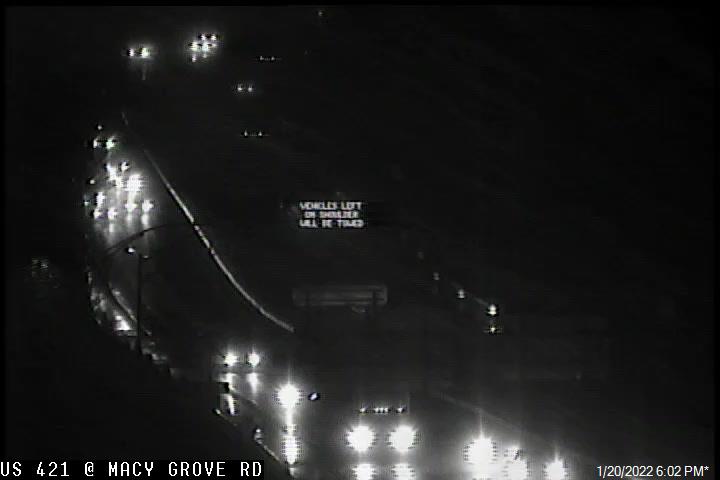 VEHICLES LEFT
ON SHOULDER
WILL BE TOWED
US 421 @ MACY GROVE RD
1/20/2022 6:02 PM*